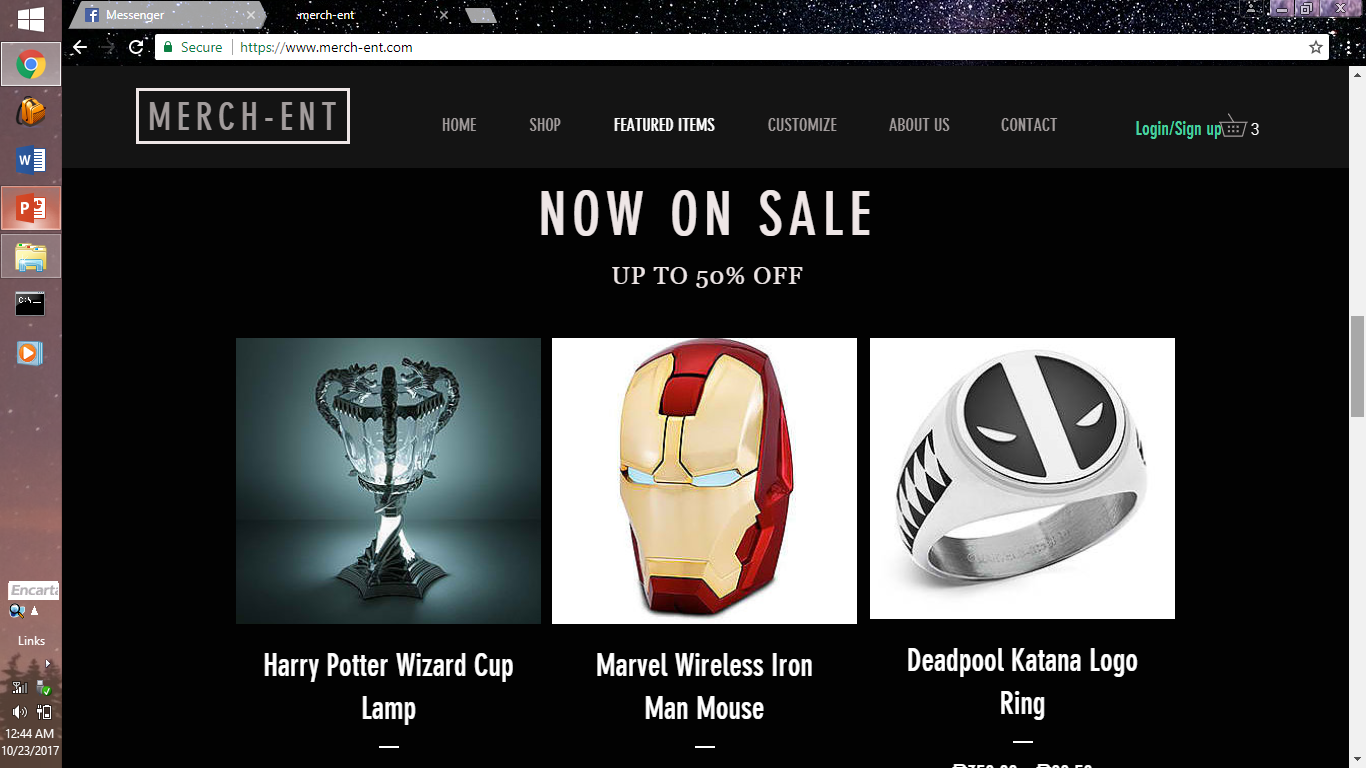 Messenger
merch-ent
Secure
https://www.merch-ent.com
MERCH-ENT
HOME
SHOP
FEATURED ITEMS
CUSTOMIZE
ABOUT US
CONTACT
Login/Sign up
3
NOW ON SALE
UP TO 50% OFF
Harry Potter Wizard Cup
Lamp
Marvel Wireless Iron
Man Mouse
Deadpool Katana Logo
Ring
Encarta
Links
12:44 AM
10/23/2017